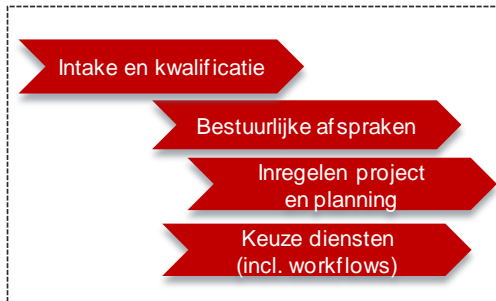 Intake en kwalificatie
Bestuurlijke afspraken
Inregelen project
en planning
Keuze diensten
(incl. workflows)